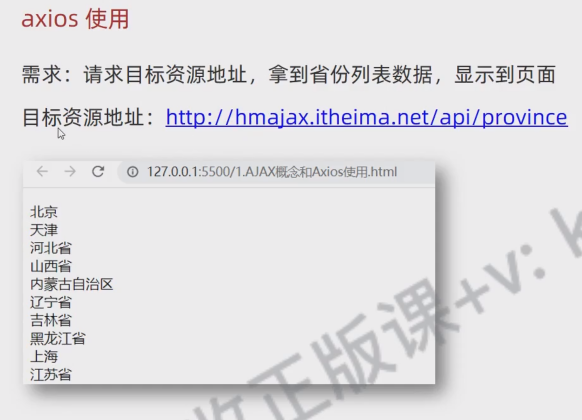 axios 使用
需求：请求目标资源地址，拿到省份列表数据，显示到页面
目标资源地址：http://hmajax.itheima.net/api/province
127.0.0.1:5500/1.AJAX概念和Axios使用.html
北京
天津
河北省
山西省
内蒙古自治区
辽宁省
吉林省
黑龙江省
上海
江苏省
正版课+v: